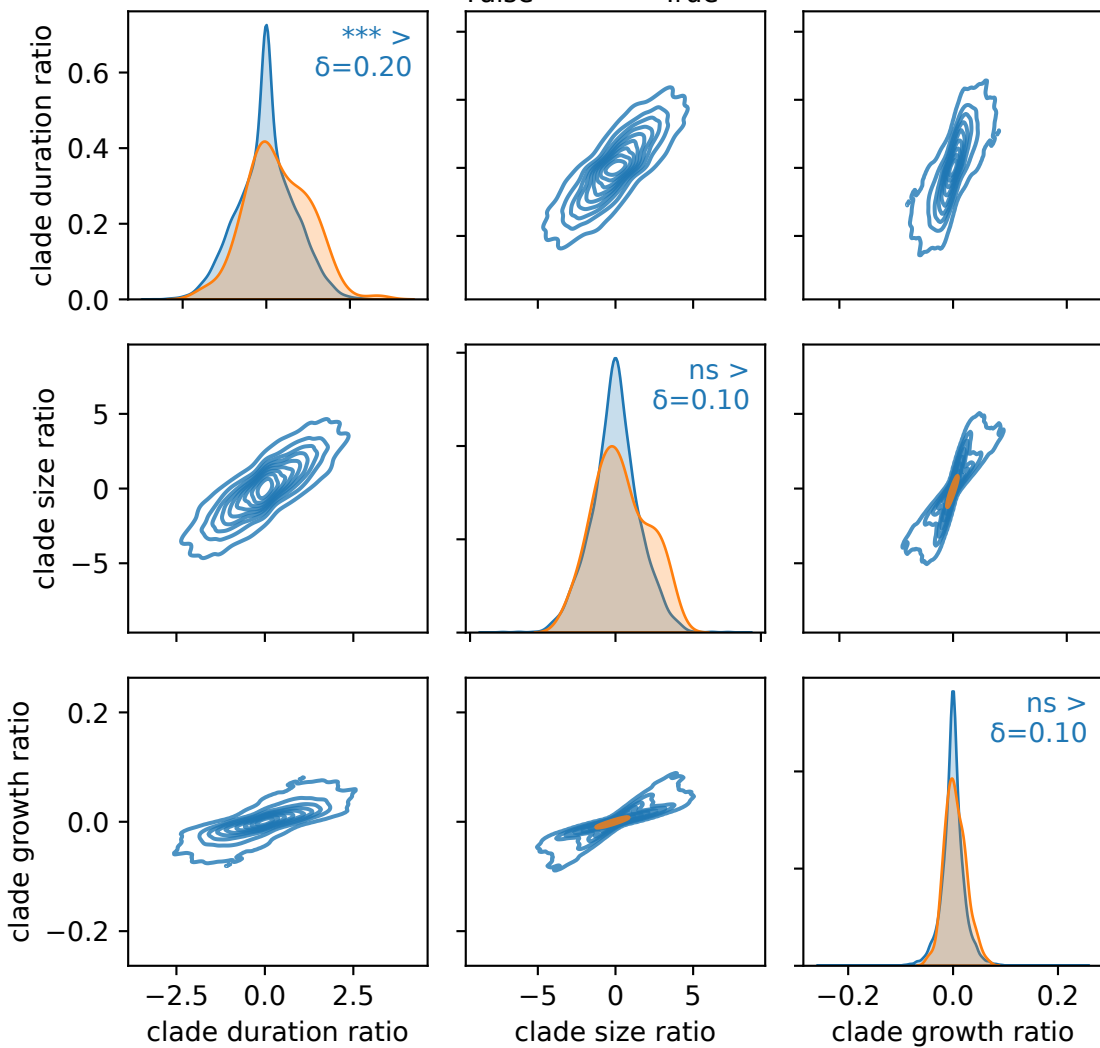 True
clade duration ratio
0.6
0.4
0.2
0.0
*** >
δ=0.20
clade size ratio
5
0
−5
ns >
δ=0.10
clade growth ratio
0.2
0.0
−0.2
ns >
δ=0.10
−2.5 0.0 2.5
−5 0 5
−0.2 0.0 0.2
clade duration ratio
clade size ratio
clade growth ratio